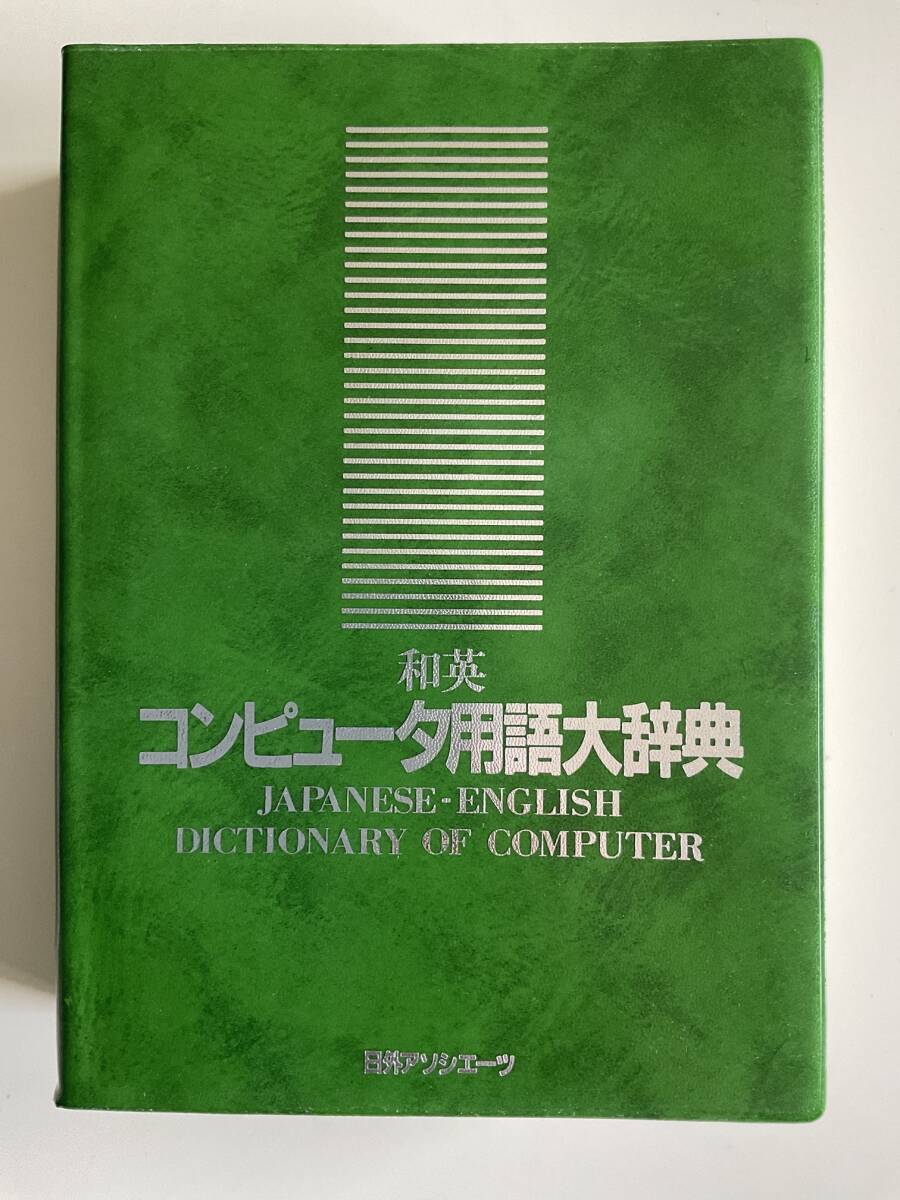 和英
コンピュータ用語大辞典
JAPANESE-ENGLISH
DICTIONARY OF COMPUTER
日外アソシエーツ